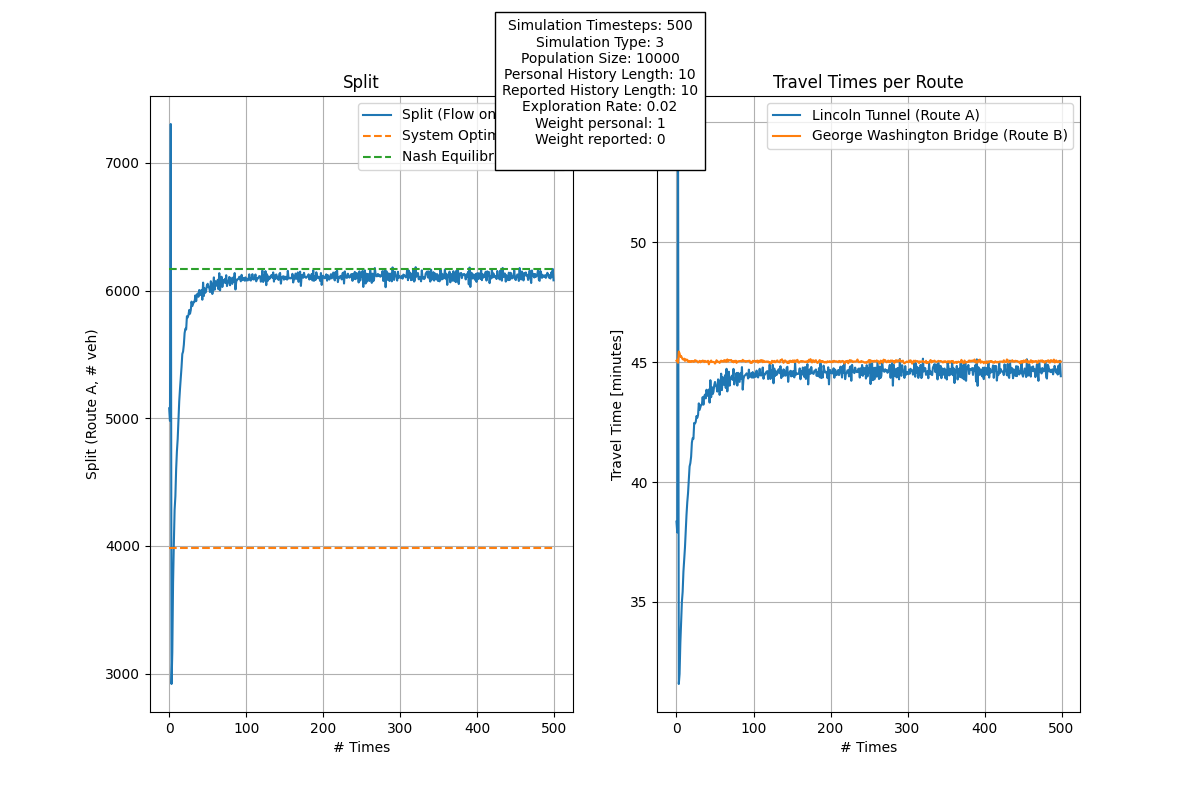 Simulation Timesteps: 500
Simulation Type: 3
Population Size: 10000
Personal History Length: 10
Reported History Length: 10
Exploration Rate: 0.02
Weight personal: 1
Weight reported: 0
Split
Split (Flow on
System Optim
Nash Equilibr
7000
6000
5000
4000
3000
Split (Route A, # veh)
0 100 200 300 400 500
# Times
Travel Times per Route
Lincoln Tunnel (Route A)
George Washington Bridge (Route B)
50
45
40
35
Travel Time [minutes]
0 100 200 300 400 500
# Times